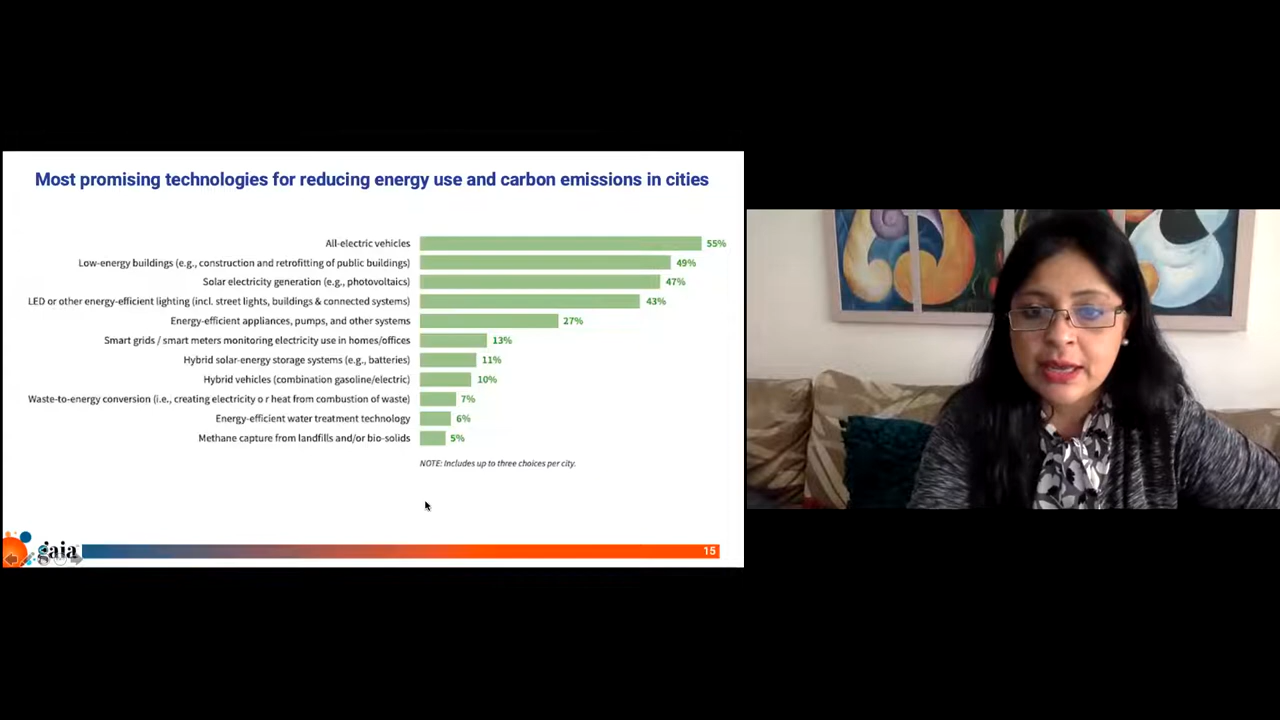 Most promising technologies for reducing energy use and carbon emissions in cities
All-electric vehicles 55%
Low-energy buildings (e.g., construction and retrofitting of public buildings) 49%
Solar electricity generation (e.g., photovoltaics) 47%
LED or other energy-efficient lighting (incl. street lights, buildings & connected systems) 43%
Energy-efficient appliances, pumps, and other systems 27%
Smart grids / smart meters monitoring electricity use in homes/offices 13%
Hybrid solar-energy storage systems (e.g., batteries) 11%
Hybrid vehicles (combination gasoline/electric) 10%
Waste-to-energy conversion (i.e., creating electricity o r heat from combustion of waste) 7%
Energy-efficient water treatment technology 6%
Methane capture from landfills and/or bio-solids 5%
NOTE: Includes up to three choices per city.
gaia
15